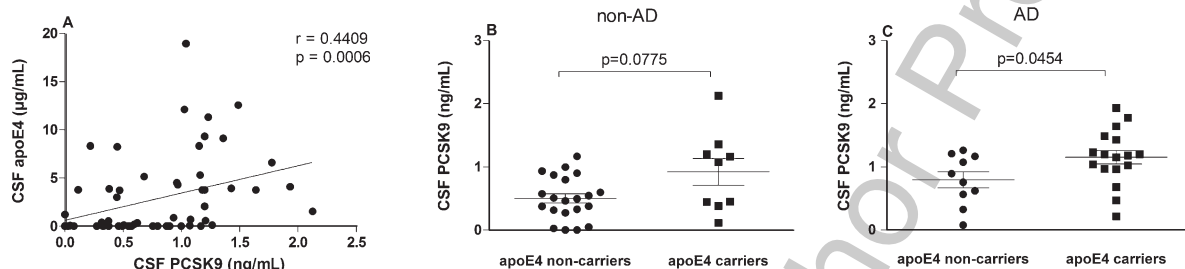 A
r = 0.4409
p = 0.0006
CSF apoE4 (µg/mL)
20
15
10
5
0
0.0 0.5 1.0 1.5 2.0 2.5
CSF PCSK9 (ng/mL)
non-AD
B
p=0.0775
CSF PCSK9 (ng/mL)
3
2
1
0
apoE4 non-carriers apoE4 carriers
AD
C
p=0.0454
CSF PCSK9 (ng/mL)
3
2
1
0
apoE4 non-carriers apoE4 carriers
hor Pro